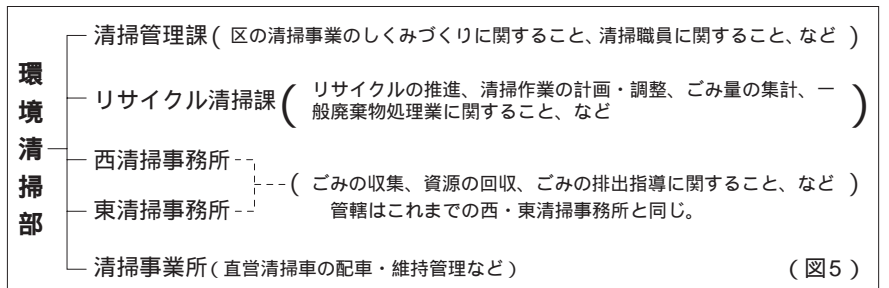 環境清掃部
清掃管理課(区の清掃事業のしくみづくりに関すること、清掃職員に関すること、など)
リサイクル清掃課(リサイクルの推進、清掃作業の計画・調整、ごみ量の集計、一
般廃棄物処理業に関すること、など)
西清掃事務所
東清掃事務所
(ごみの収集、資源の回収、ごみの排出指導に関すること、など)
管轄はこれまでの西・東清掃事務所と同じ。
清掃事業所(直営清掃車の配車・維持管理など)
(図5)